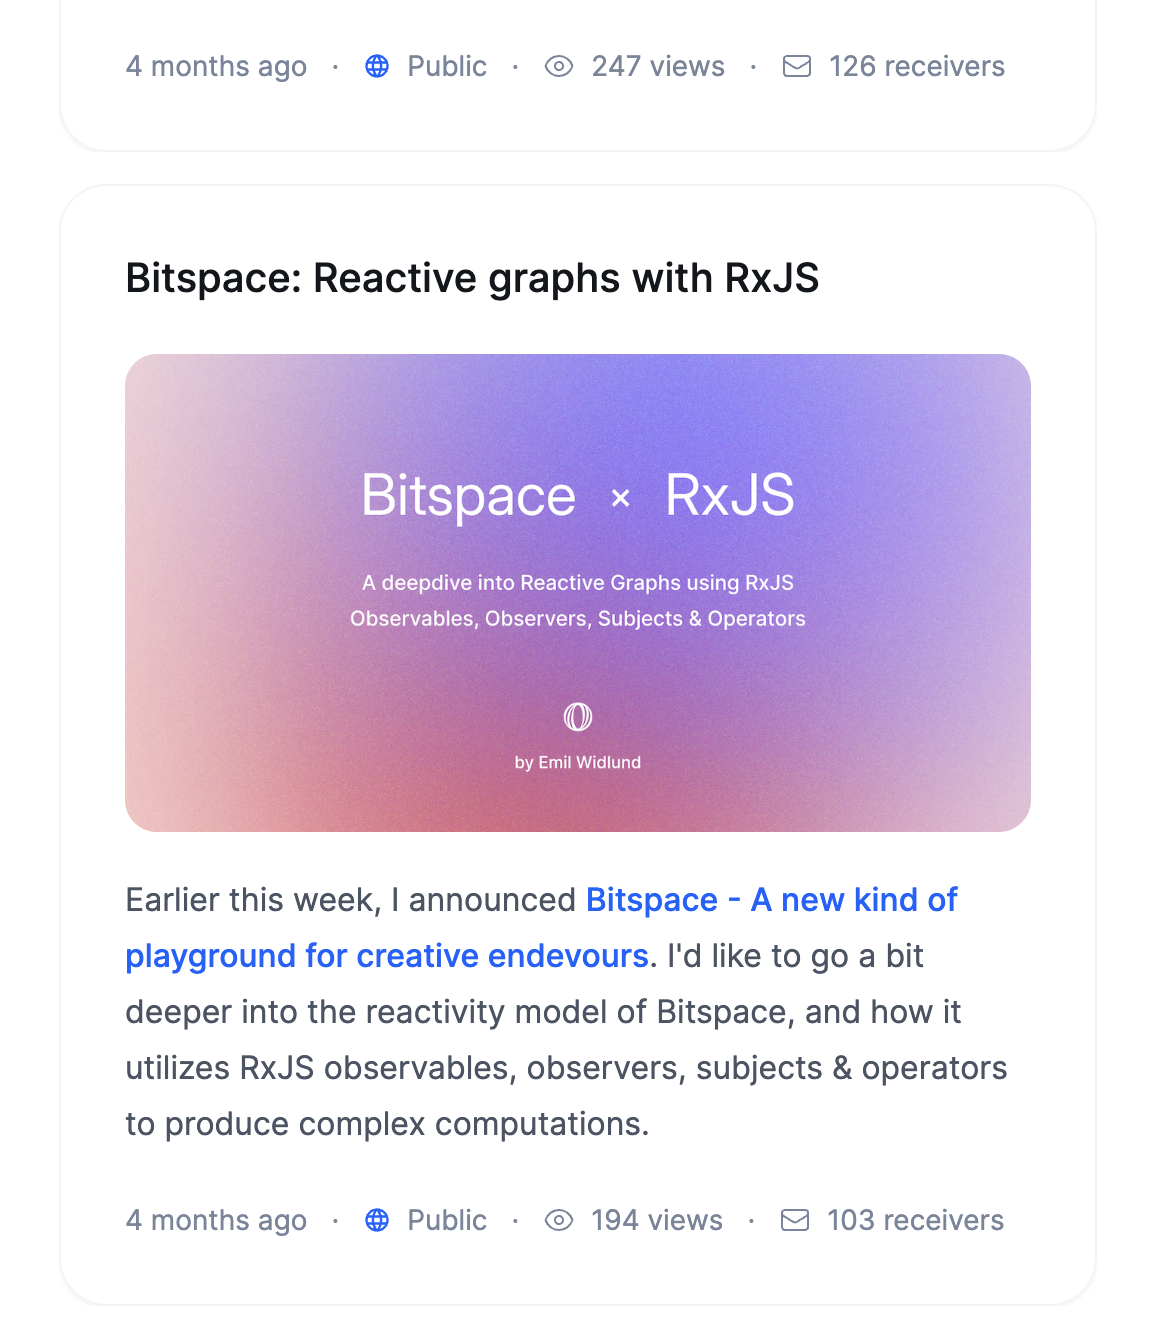 4 months ago · Public · 247 views · 126 receivers
Bitspace: Reactive graphs with RxJS
Bitspace × RxJS
A deepdive into Reactive Graphs using RxJS
Observables, Observers, Subjects & Operators
by Emil Widlund
Earlier this week, I announced Bitspace - A new kind of
playground for creative endevours. I'd like to go a bit
deeper into the reactivity model of Bitspace, and how it
utilizes RxJS observables, observers, subjects & operators
to produce complex computations.
4 months ago · Public · 194 views · 103 receivers